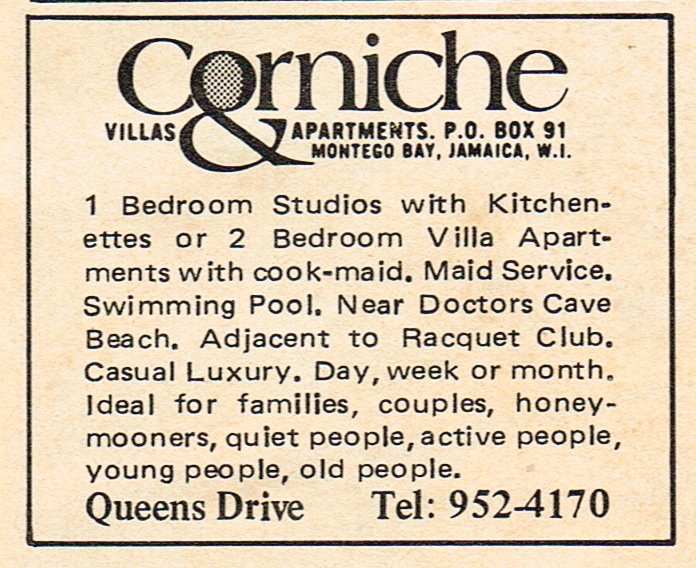 Corniche
VILLAS & APARTMENTS. P.O. BOX 91
MONTEGO BAY, JAMAICA, W.I.
1 Bedroom Studios with Kitchen-
ettes or 2 Bedroom Villa Apart-
ments with cook-maid. Maid Service.
Swimming Pool. Near Doctors Cave
Beach. Adjacent to Racquet Club.
Casual Luxury. Day, week or month.
Ideal for families, couples, honey-
mooners, quiet people, active people,
young people, old people.
Queens Drive Tel: 952-4170